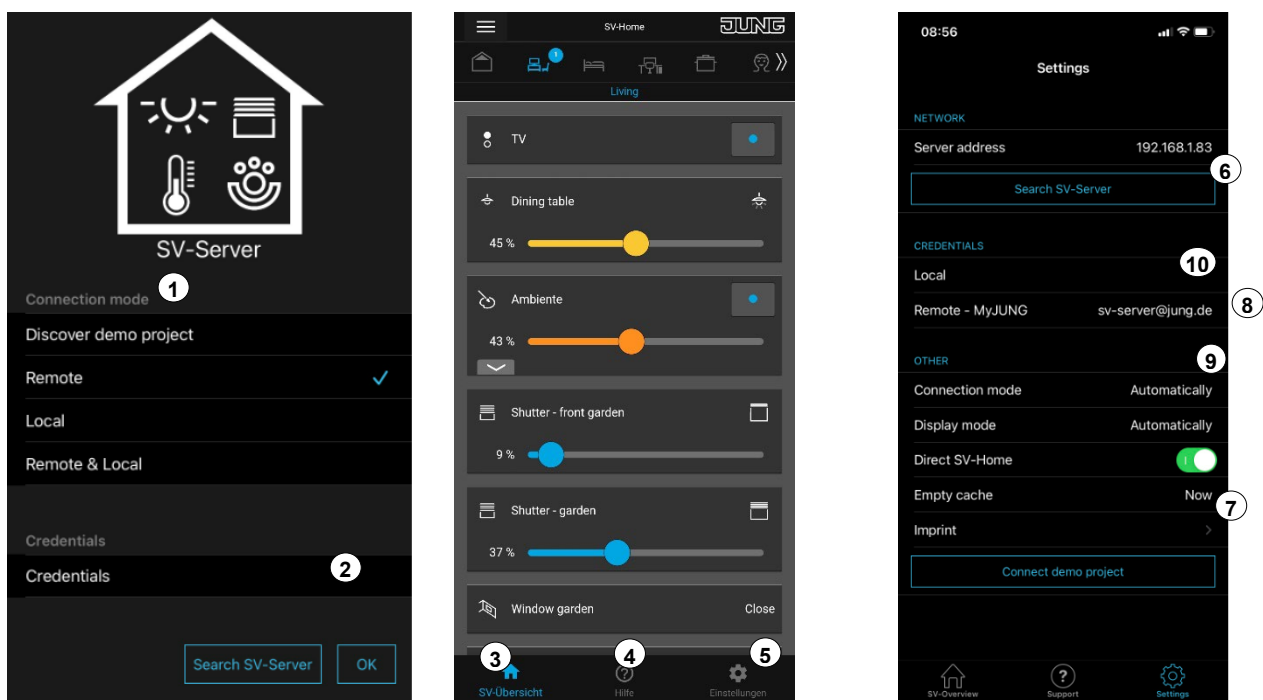 SV-Server
1
Connection mode
Discover demo project
Remote
Local
Remote & Local
Credentials
Credentials
2
Search SV-Server
OK
SV-Home
JUNG
1
Living
TV
Dining table
45 %
Ambiente
43 %
Shutter - front garden
9 %
Shutter - garden
37 %
Window garden
Close
3
4
5
SV-Übersicht
Hilfe
Einstellungen
08:56
Settings
NETWORK
Server address
192.168.1.83
6
Search SV-Server
CREDENTIALS
10
Local
Remote - MyJUNG
sv-server@jung.de
8
OTHER
9
Connection mode
Automatically
Display mode
Automatically
Direct SV-Home
Empty cache
Now
7
Imprint
Connect demo project
SV-Overview
Support
Settings